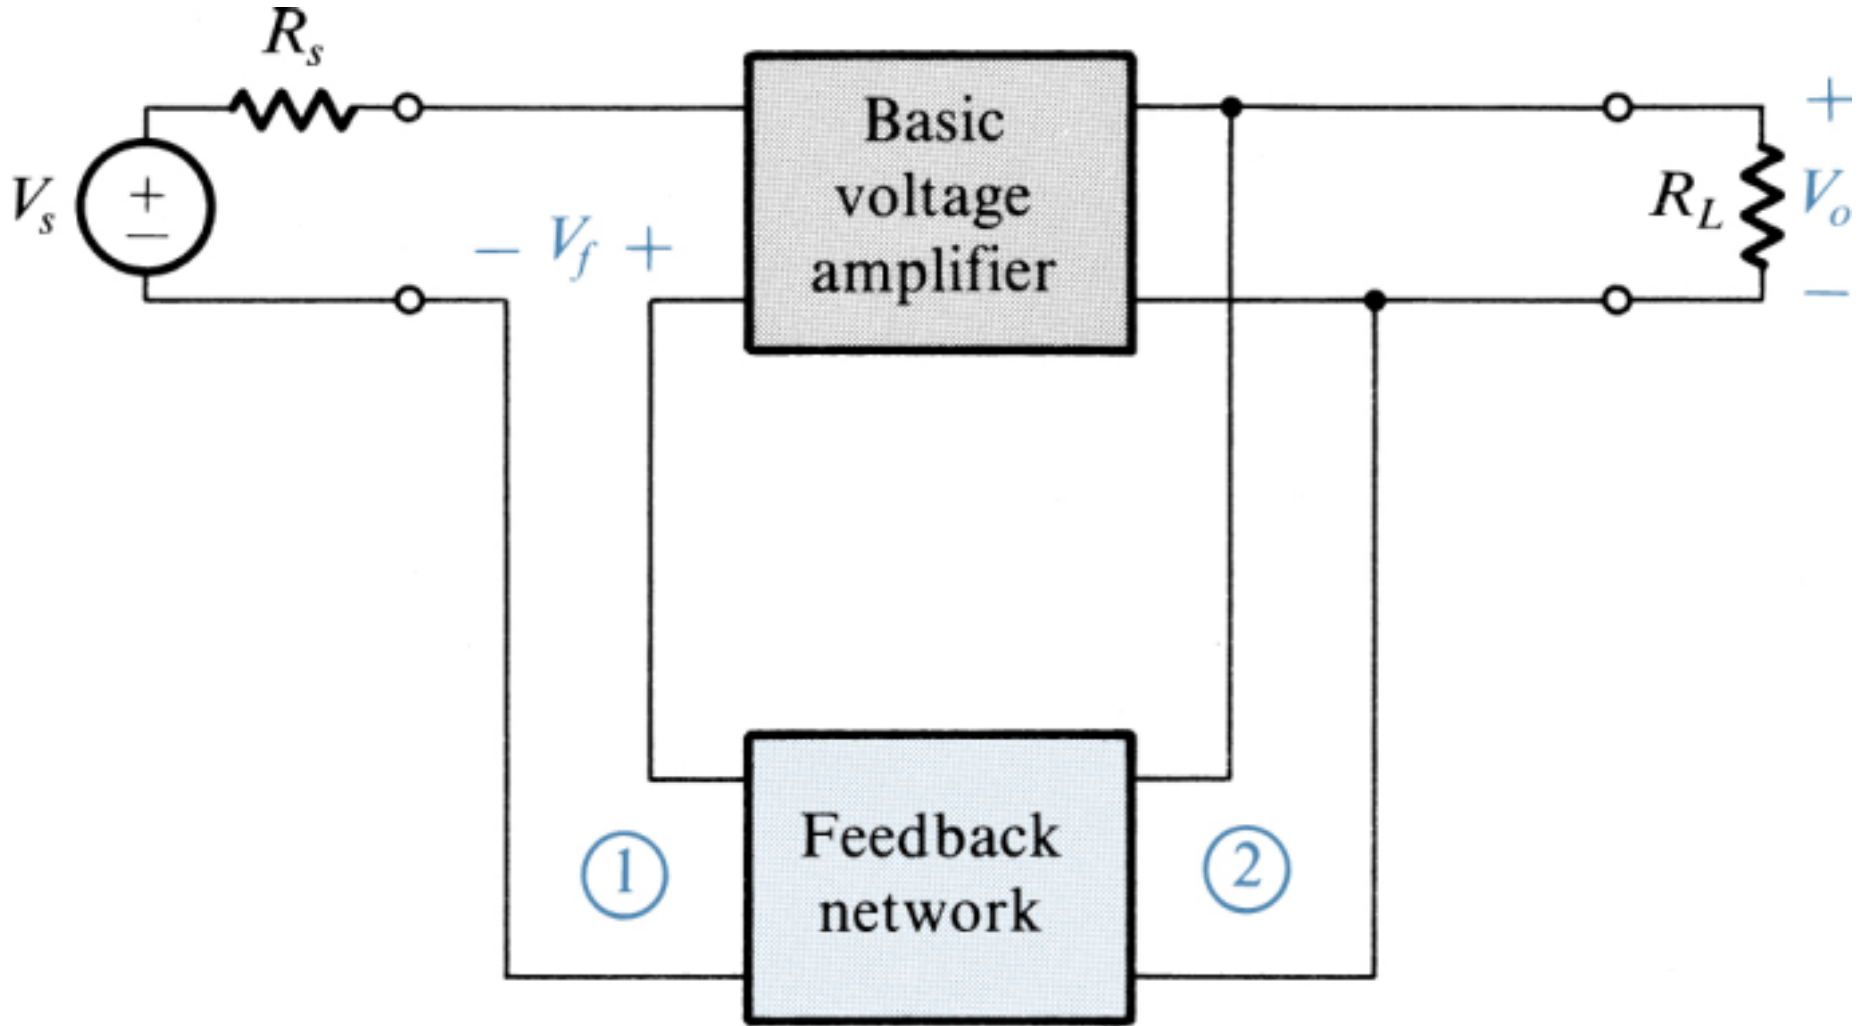 R_s
Basic
voltage
amplifier
+
V_s
+
−
− V_f +
R_L
V_o
−
1
Feedback
network
2